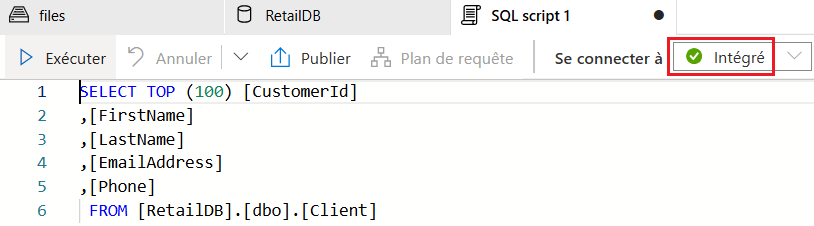 files
RetailDB
SQL script 1
Exécuter
Annuler
Publier
Plan de requête
Se connecter à
Intégré
1 SELECT TOP (100) [CustomerId]
2 ,[FirstName]
3 ,[LastName]
4 ,[EmailAddress]
5 ,[Phone]
6 FROM [RetailDB].[dbo].[Client]